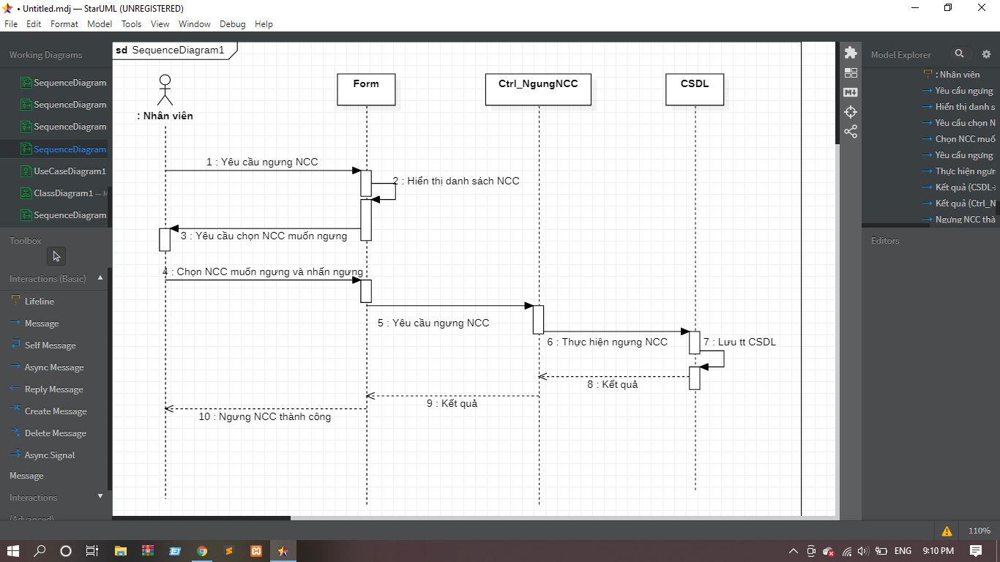 • Untitled.mdj — StarUML (UNREGISTERED)
File Edit Format Model Tools View Window Debug Help
Working Diagrams
SequenceDiagram
SequenceDiagram
SequenceDiagram
SequenceDiagram
UseCaseDiagram1
ClassDiagram1 — M
SequenceDiagram
Toolbox
Interactions (Basic)
Lifeline
Message
Self Message
Async Message
Reply Message
Create Message
Delete Message
Async Signal
Message
Interactions
(Advanced)
sd SequenceDiagram1
: Nhân viên
Form
Ctrl_NgungNCC
CSDL
1 : Yêu cầu ngưng NCC
2 : Hiển thị danh sách NCC
3 : Yêu cầu chọn NCC muốn ngưng
4 : Chọn NCC muốn ngưng và nhấn ngưng
5 : Yêu cầu ngưng NCC
6 : Thực hiện ngưng NCC
7 : Lưu tt CSDL
8 : Kết quả
9 : Kết quả
10 : Ngưng NCC thành công
Model Explorer
: Nhân viên
Yêu cầu ngưng
Hiển thị danh s
Yêu cầu chọn N
Chọn NCC muố
Yêu cầu ngưng
Thực hiện ngưn
Kết quả (CSDL→
Kết quả (Ctrl_N
Ngưng NCC thà
Editors
110%
ENG
9:10 PM